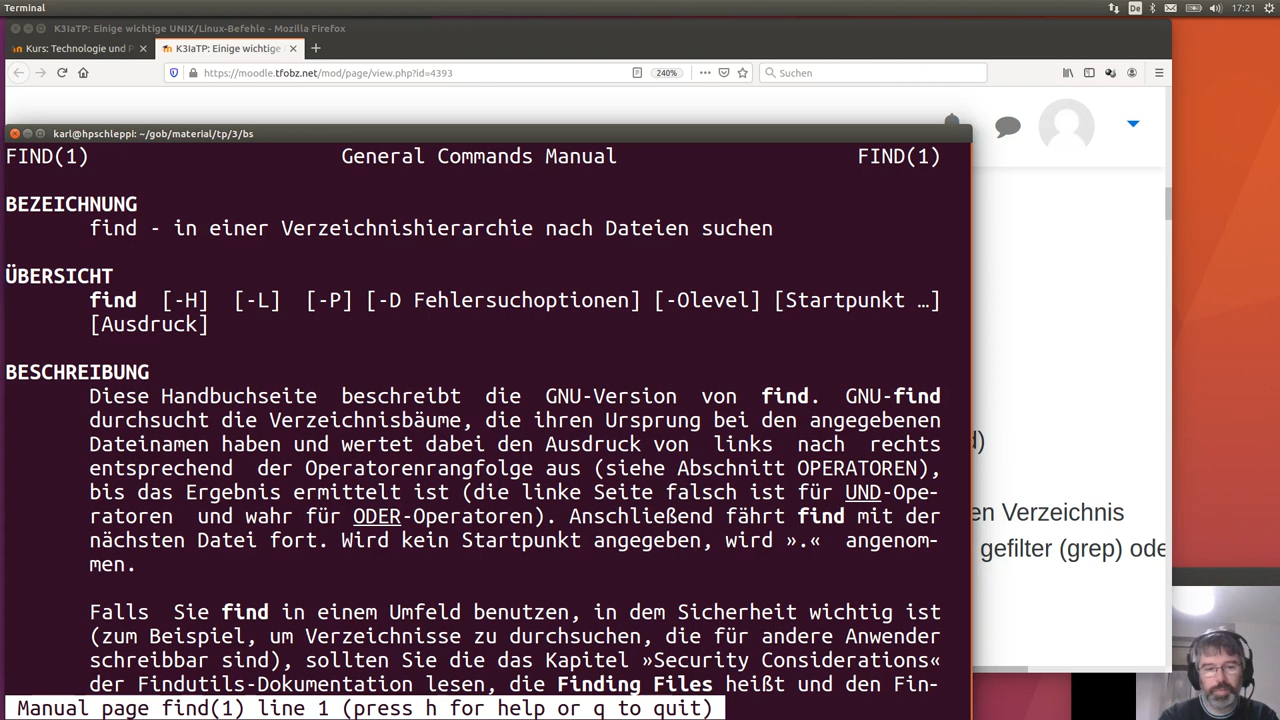 Terminal
De
17:21
K3IaTP: Einige wichtige UNIX/Linux-Befehle - Mozilla Firefox
Kurs: Technologie und P
K3IaTP: Einige wichtige
https://moodle.tfobz.net/mod/page/view.php?id=4393
240%
Suchen
karl@hpschleppi: ~/gob/material/tp/3/bs
FIND(1) General Commands Manual FIND(1)
BEZEICHNUNG
find - in einer Verzeichnishierarchie nach Dateien suchen
ÜBERSICHT
find [-H] [-L] [-P] [-D Fehlersuchoptionen] [-Olevel] [Startpunkt …]
[Ausdruck]
BESCHREIBUNG
Diese Handbuchseite beschreibt die GNU-Version von find. GNU-find
durchsucht die Verzeichnisbäume, die ihren Ursprung bei den angegebenen
Dateinamen haben und wertet dabei den Ausdruck von links nach rechts
entsprechend der Operatorenrangfolge aus (siehe Abschnitt OPERATOREN),
bis das Ergebnis ermittelt ist (die linke Seite falsch ist für UND-Ope-
ratoren und wahr für ODER-Operatoren). Anschließend fährt find mit der
nächsten Datei fort. Wird kein Startpunkt angegeben, wird ».« angenom-
men.
Falls Sie find in einem Umfeld benutzen, in dem Sicherheit wichtig ist
(zum Beispiel, um Verzeichnisse zu durchsuchen, die für andere Anwender
schreibbar sind), sollten Sie die das Kapitel »Security Considerations«
der Findutils-Dokumentation lesen, die Finding Files heißt und den Fin-
Manual page find(1) line 1 (press h for help or q to quit)
d)
en Verzeichnis
gefilter (grep) ode